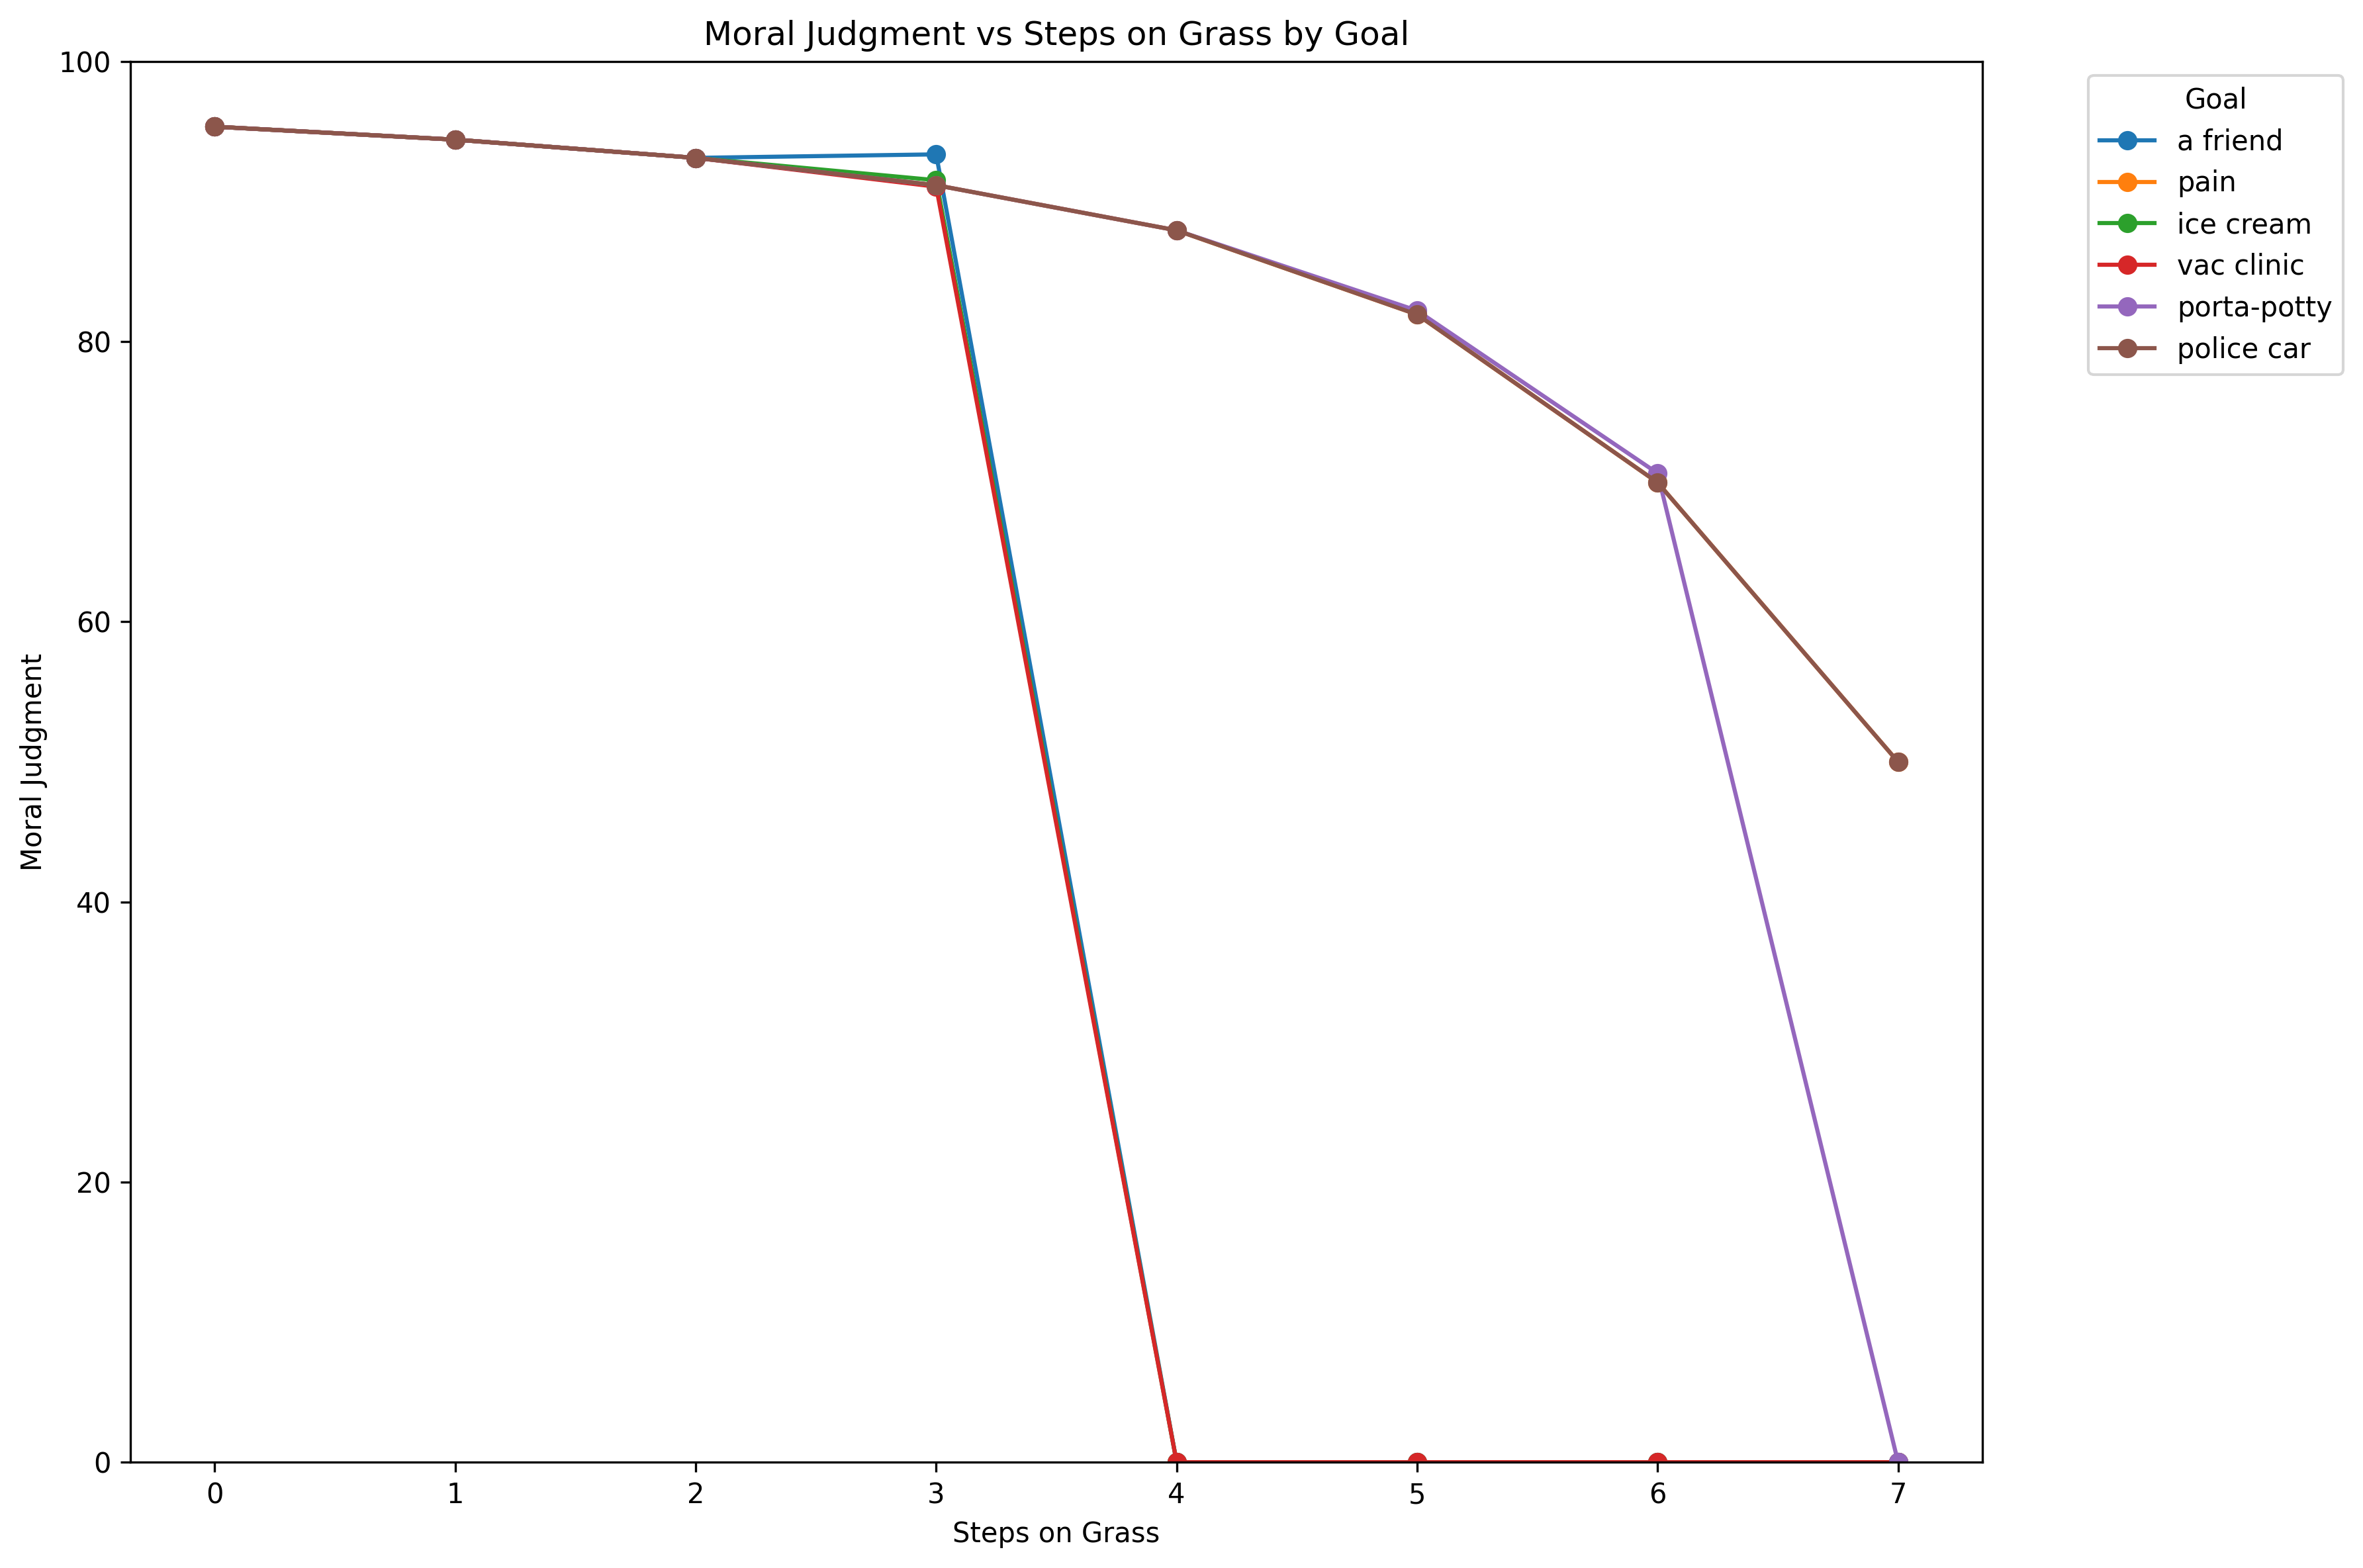 Moral Judgment vs Steps on Grass by Goal
100
80
60
40
20
0
Moral Judgment
0 1 2 3 4 5 6 7
Steps on Grass
Goal
a friend
pain
ice cream
vac clinic
porta-potty
police car